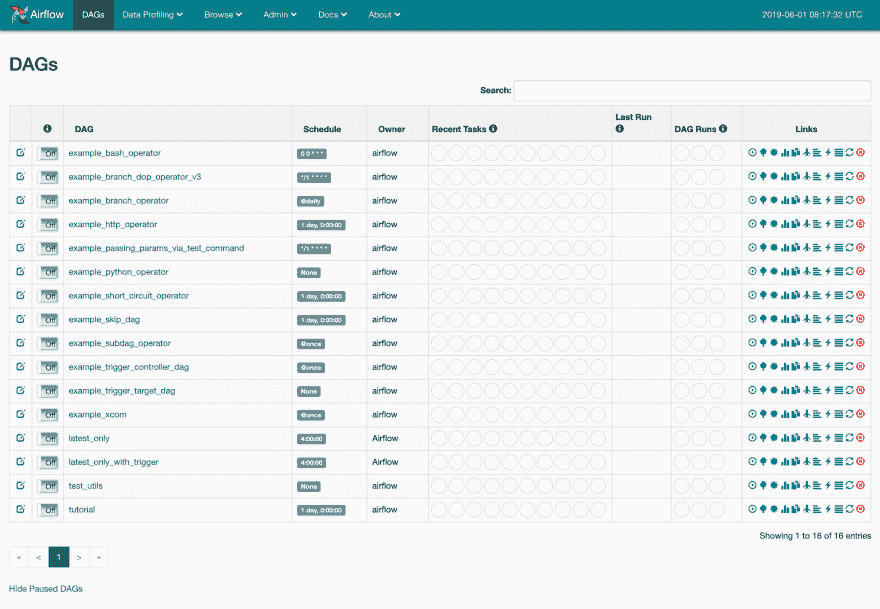 Airflow DAGs Data Profiling Browse Admin Docs About 2019-06-01 08:17:32 UTC
DAGs
Search:
DAG Schedule Owner Recent Tasks Last Run DAG Runs Links
Off example_bash_operator 0 0 * * * airflow
Off example_branch_dop_operator_v3 */1 * * * * airflow
Off example_branch_operator @daily airflow
Off example_http_operator 1 day, 0:00:00 airflow
Off example_passing_params_via_test_command */1 * * * * airflow
Off example_python_operator None airflow
Off example_short_circuit_operator 1 day, 0:00:00 airflow
Off example_skip_dag 1 day, 0:00:00 airflow
Off example_subdag_operator @once airflow
Off example_trigger_controller_dag @once airflow
Off example_trigger_target_dag None airflow
Off example_xcom @once airflow
Off latest_only 4:00:00 Airflow
Off latest_only_with_trigger 4:00:00 Airflow
Off test_utils None airflow
Off tutorial 1 day, 0:00:00 airflow
Showing 1 to 16 of 16 entries
« < 1 > »
Hide Paused DAGs